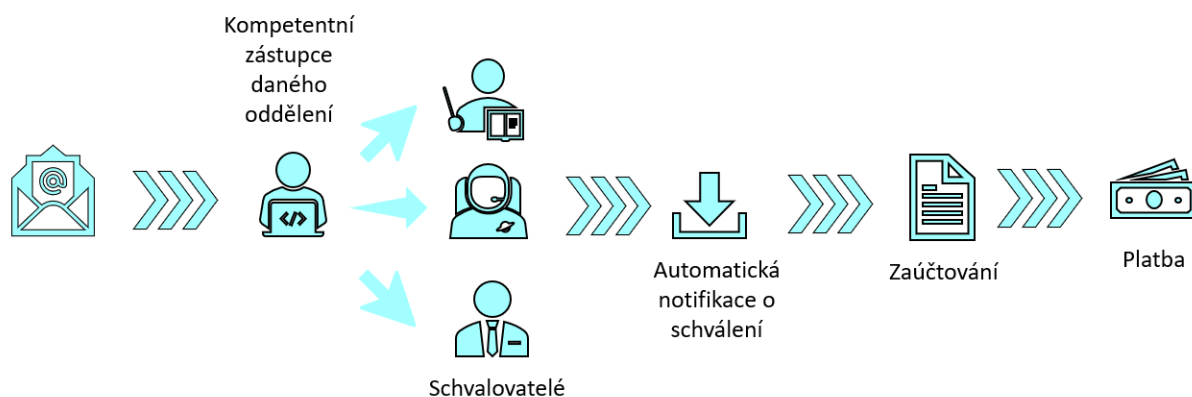 Kompetentní
zástupce
daného
oddělení
@
</>
Schvalovatelé
Automatická
notifikace o
schválení
Zaúčtování
Platba